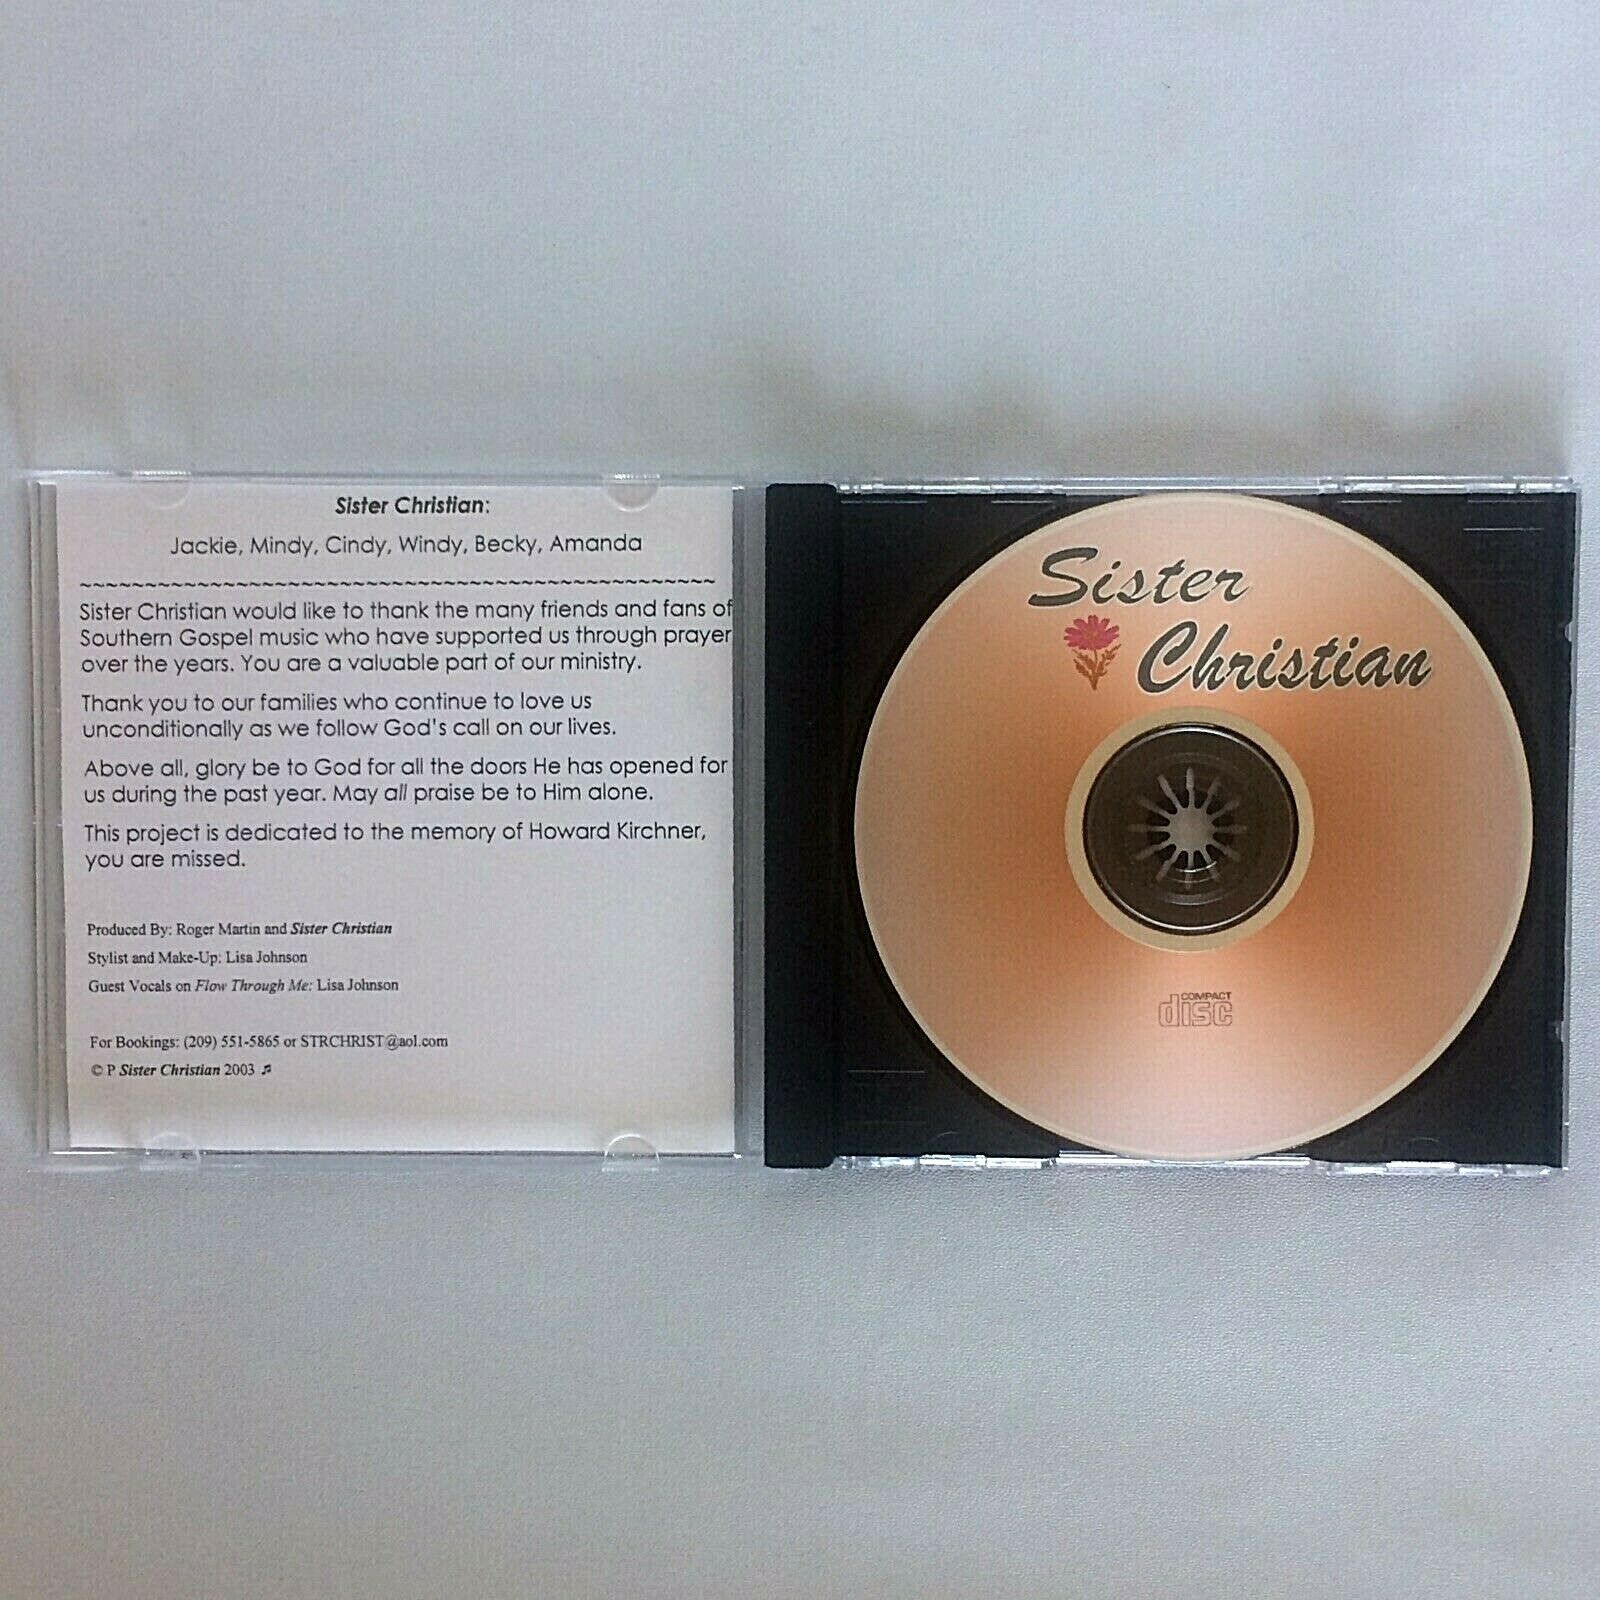 Sister Christian:
Jackie, Mindy, Cindy, Windy, Becky, Amanda
~~~~~~~~~~~~~~~~~~~~~~~~~~~~~~~~~~~~~~~~~~~~~~~~~
Sister Christian would like to thank the many friends and fans of
Southern Gospel music who have supported us through prayer
over the years. You are a valuable part of our ministry.
Thank you to our families who continue to love us
unconditionally as we follow God's call on our lives.
Above all, glory be to God for all the doors He has opened for
us during the past year. May all praise be to Him alone.
This project is dedicated to the memory of Howard Kirchner,
you are missed.
Produced By: Roger Martin and Sister Christian
Stylist and Make-Up: Lisa Johnson
Guest Vocals on Flow Through Me: Lisa Johnson
For Bookings: (209) 551-5865 or STRCHRIST@aol.com
© P Sister Christian 2003 ♫
Sister
Christian
COMPACT
disc